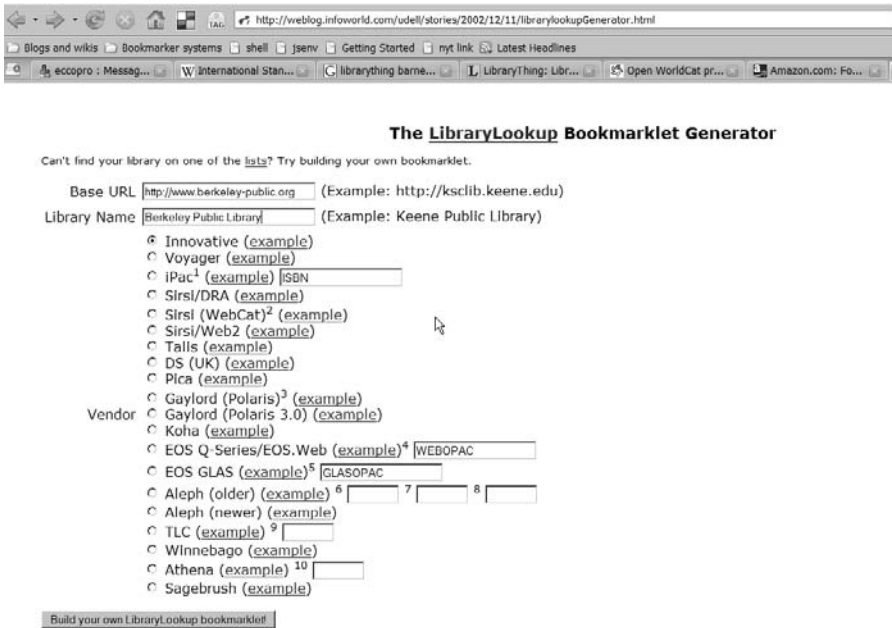 TAG
http://weblog.infoworld.com/udell/stories/2002/12/11/librarylookupGenerator.html
Blogs and wikis Bookmarker systems shell jsenv Getting Started nyt link Latest Headlines
eccopro : Messag... International Stan... librarything barne... LibraryThing: Libr... Open WorldCat pr... Amazon.com: Fo...
The LibraryLookup Bookmarklet Generator
Can't find your library on one of the lists? Try building your own bookmarklet.
Base URL http://www.berkeley-public.org (Example: http://ksclib.keene.edu)
Library Name Berkeley Public Library (Example: Keene Public Library)
Innovative (example)
Voyager (example)
iPac1 (example) ISBN
Sirsi/DRA (example)
Sirsi (WebCat)2 (example)
Sirsi/Web2 (example)
Talis (example)
DS (UK) (example)
Pica (example)
Gaylord (Polaris)3 (example)
Vendor Gaylord (Polaris 3.0) (example)
Koha (example)
EOS Q-Series/EOS.Web (example)4 WEBOPAC
EOS GLAS (example)5 GLASOPAC
Aleph (older) (example) 6 7 8
Aleph (newer) (example)
TLC (example) 9
Winnebago (example)
Athena (example) 10
Sagebrush (example)
Build your own LibraryLookup bookmarklet!